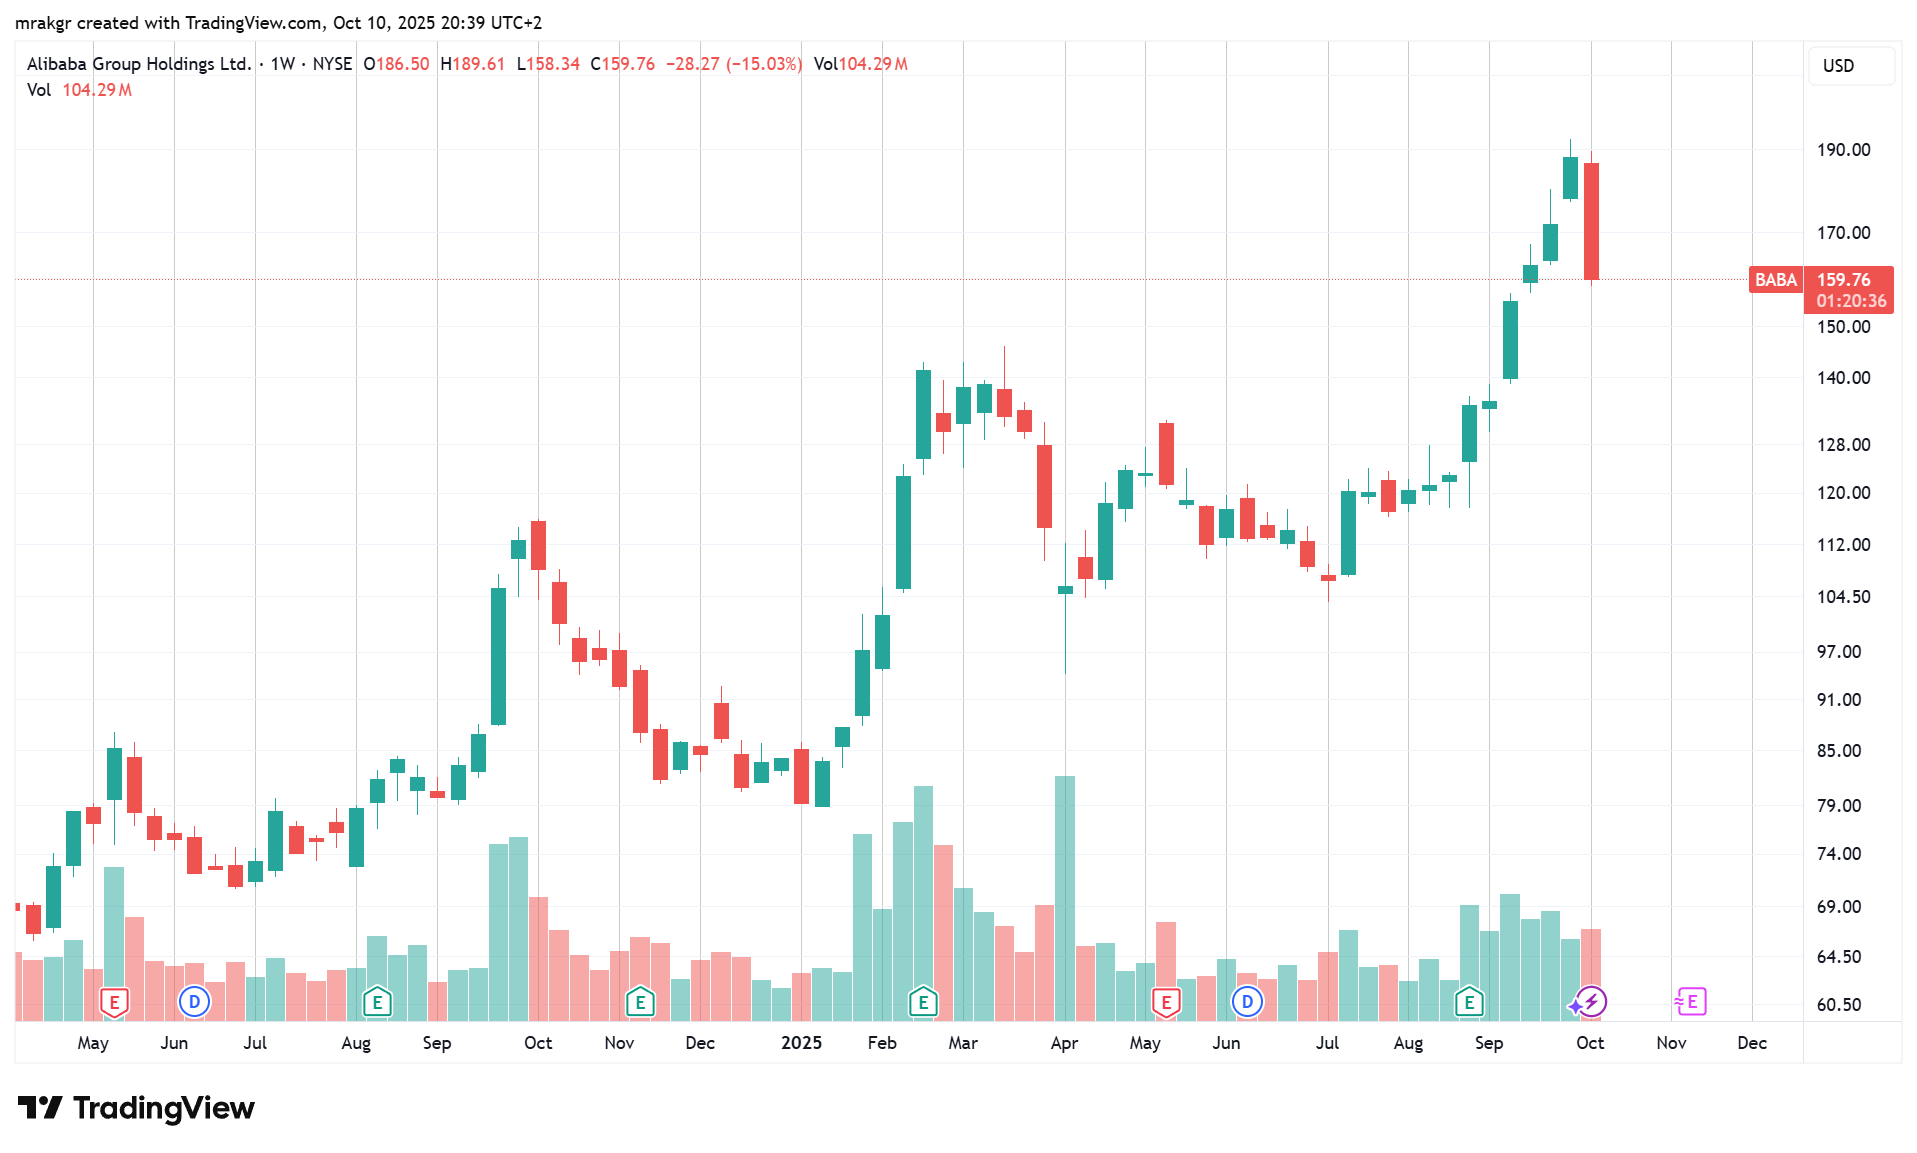 mrakgr created with TradingView.com, Oct 10, 2025 20:39 UTC+2
Alibaba Group Holdings Ltd. · 1W · NYSE O186.50 H189.61 L158.34 C159.76 −28.27 (−15.03%) Vol104.29M
Vol 104.29M
USD
190.00
170.00
BABA 159.76
01:20:36
150.00
140.00
128.00
120.00
112.00
104.50
97.00
91.00
85.00
79.00
74.00
69.00
64.50
60.50
E D E E E E D E ≈E
May Jun Jul Aug Sep Oct Nov Dec 2025 Feb Mar Apr May Jun Jul Aug Sep Oct Nov Dec
TradingView